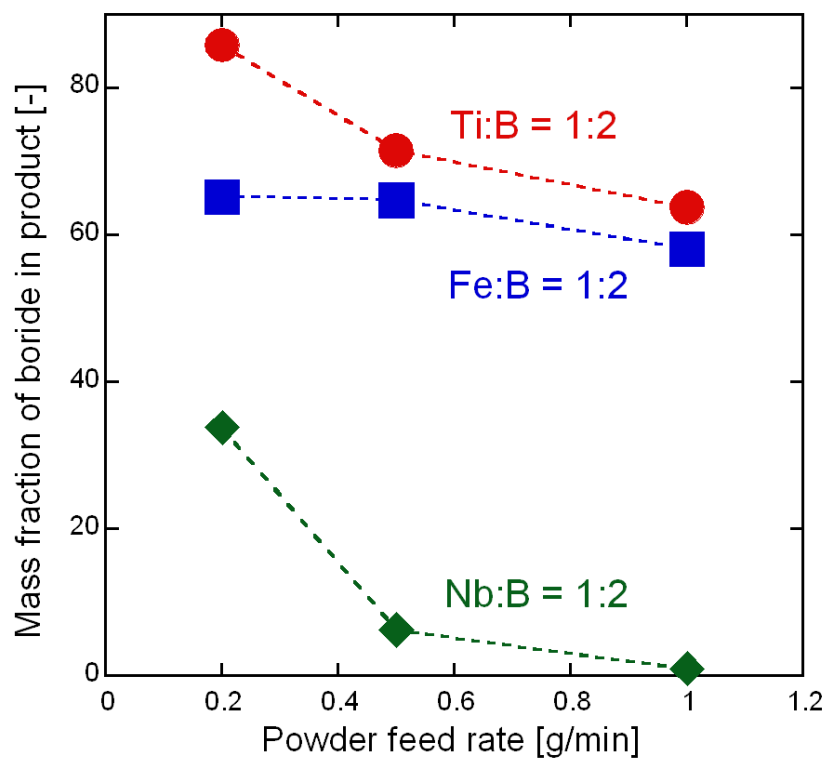 Mass fraction of boride in product [-]
80
60
40
20
0
Ti:B = 1:2
Fe:B = 1:2
Nb:B = 1:2
0
0.2
0.4
0.6
0.8
1
1.2
Powder feed rate [g/min]